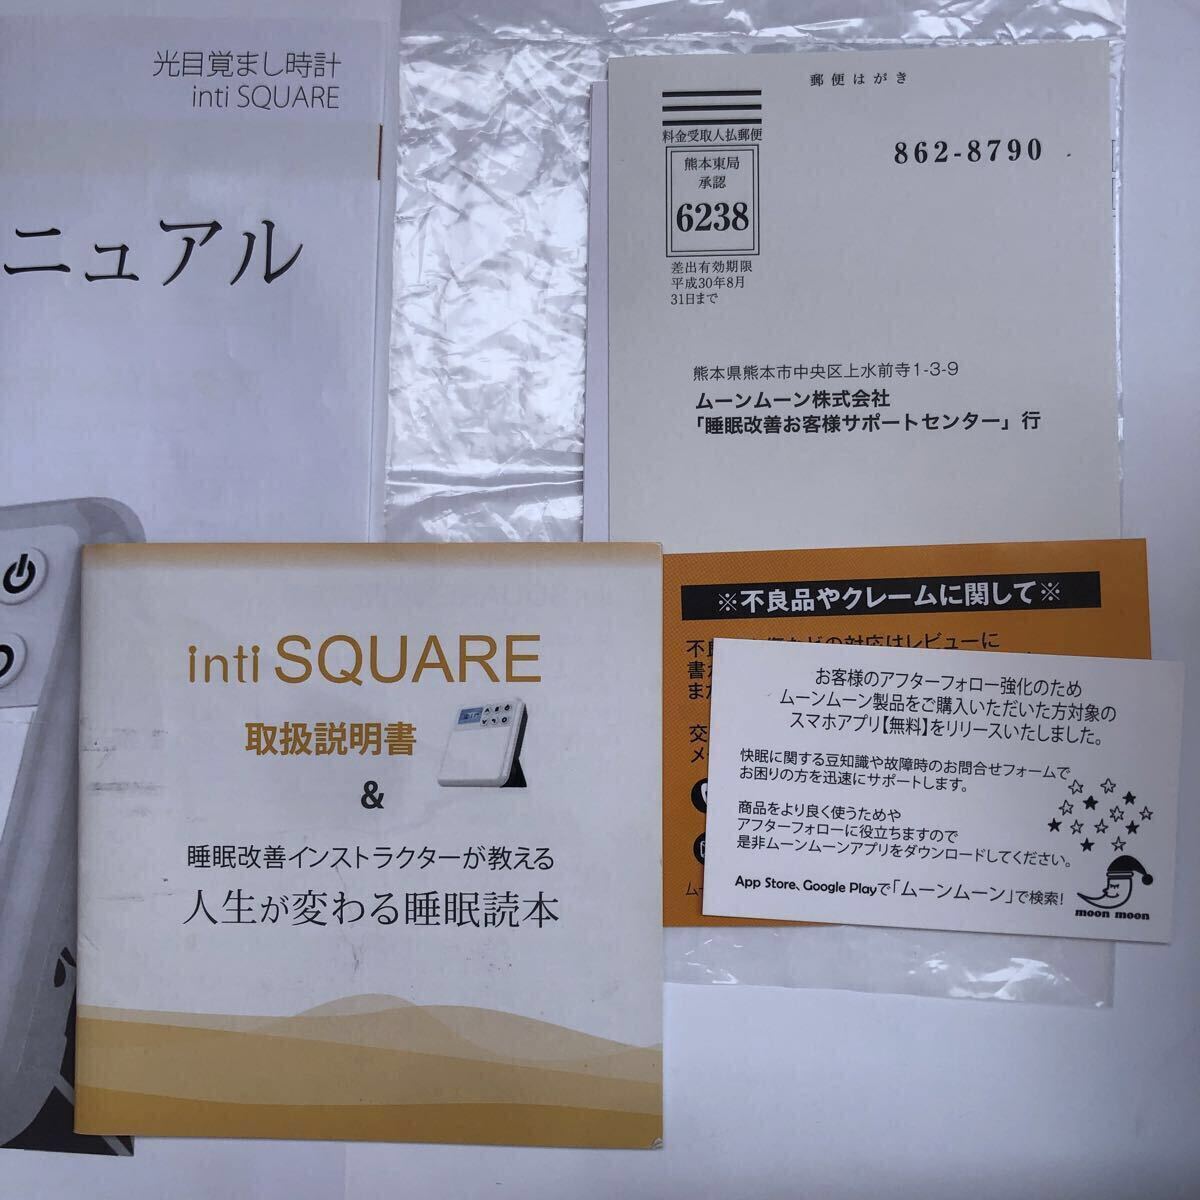 光目覚まし時計
inti SQUARE
ニュアル
郵便はがき
料金受取人払郵便
熊本東局
承認
6238
差出有効期限
平成30年8月
31日まで
862-8790
熊本県熊本市中央区上水前寺1-3-9
ムーンムーン株式会社
「睡眠改善お客様サポートセンター」行
inti SQUARE
取扱説明書
&
睡眠改善インストラクターが教える
人生が変わる睡眠読本
※不良品やクレームに関して※
の対応はレビューに
書
また
交
メ
お客様のアフターフォロー強化のため
ムーンムーン製品をご購入いただいた方対象の
スマホアプリ【無料】をリリースいたしました。
快眠に関する豆知識や故障時のお問合せフォームで
お困りの方を迅速にサポートします。
商品をより良く使うためや
アフターフォローに役立ちますので
是非ムーンムーンアプリをダウンロードしてください。
App Store、Google Playで「ムーンムーン」で検索!
moon moon